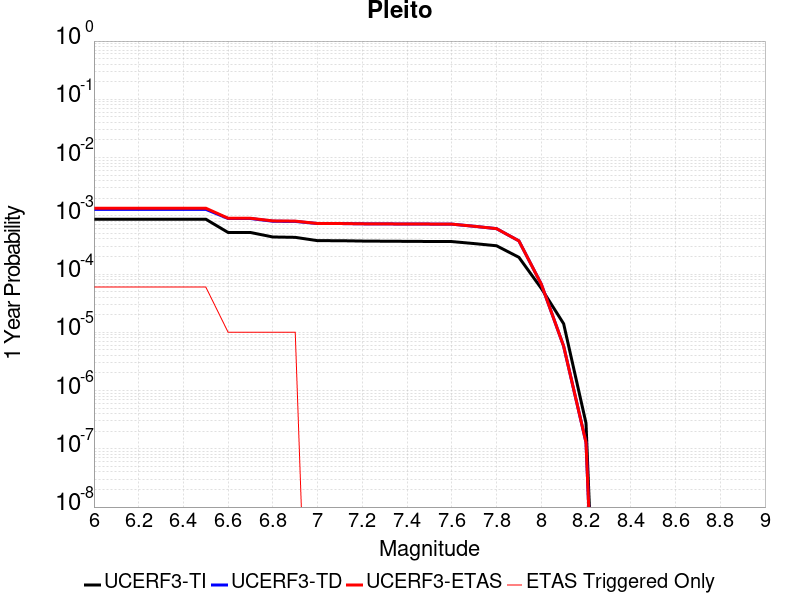 Pleito
10^0
10^-1
10^-2
10^-3
10^-4
10^-5
10^-6
10^-7
10^-8
1 Year Probability
6 6.2 6.4 6.6 6.8 7 7.2 7.4 7.6 7.8 8 8.2 8.4 8.6 8.8 9
Magnitude
UCERF3-TI UCERF3-TD UCERF3-ETAS ETAS Triggered Only